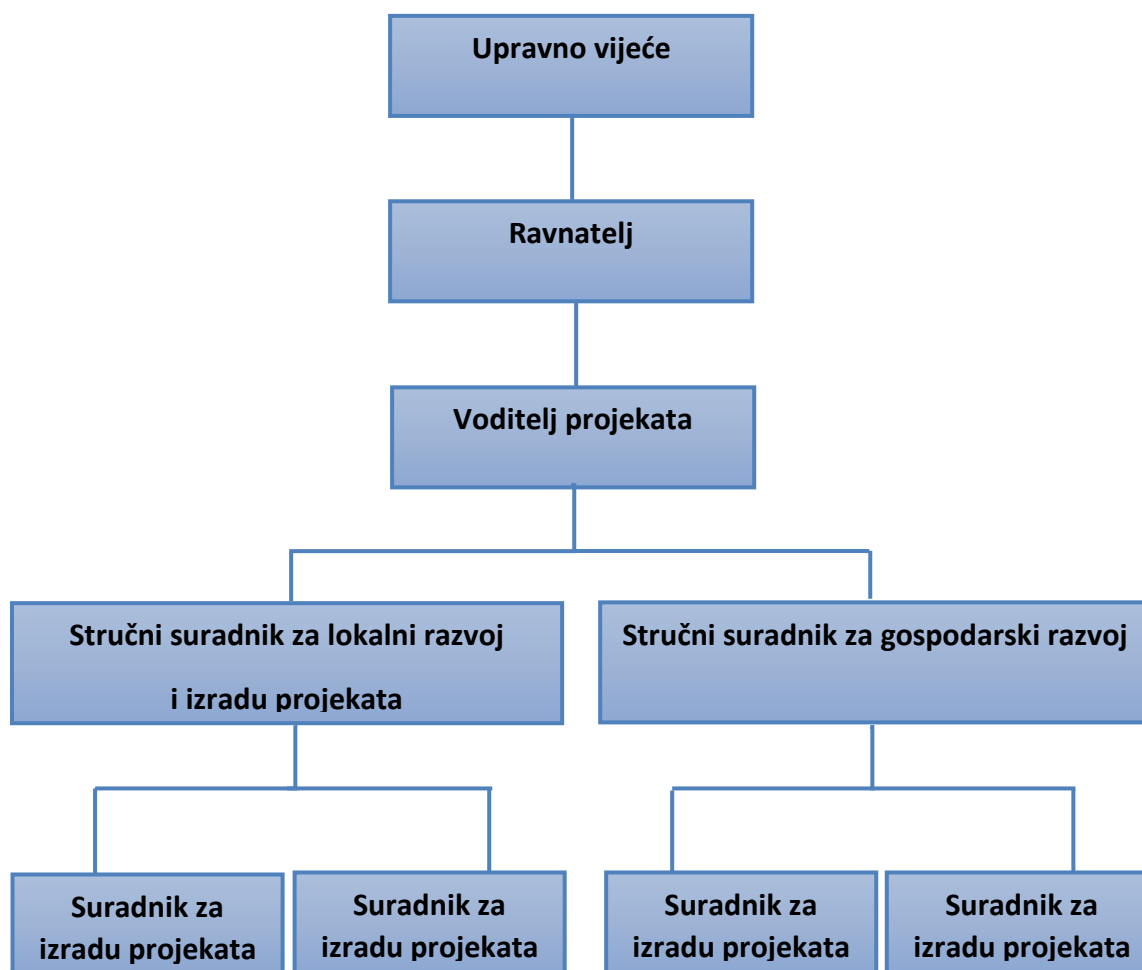 Upravno vijeće
Ravnatelj
Voditelj projekata
Stručni suradnik za lokalni razvoj
i izradu projekata
Stručni suradnik za gospodarski razvoj
Suradnik za
izradu projekata
Suradnik za
izradu projekata
Suradnik za
izradu projekata
Suradnik za
izradu projekata